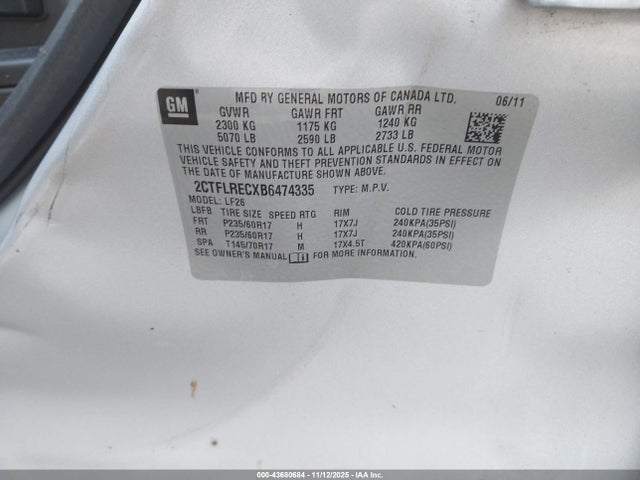 GM
MFD BY GENERAL MOTORS OF CANADA LTD. 06/11
GVWR GAWR FRT GAWR RR
2300 KG 1175 KG 1240 KG
5070 LB 2590 LB 2733 LB
THIS VEHICLE CONFORMS TO ALL APPLICABLE U.S. FEDERAL MOTOR
VEHICLE SAFETY AND THEFT PREVENTION STANDARDS IN EFFECT ON
THE DATE OF MANUFACTURE SHOWN ABOVE.
2CTFLRECXB6474335 TYPE: M.P.V.
MODEL: LF26
LBFB TIRE SIZE SPEED RTG RIM COLD TIRE PRESSURE
FRT P235/60R17 H 17X7J 240KPA(35PSI)
RR P235/60R17 H 17X7J 240KPA(35PSI)
SPA T145/70R17 M 17X4.5T 420KPA(60PSI)
SEE OWNER'S MANUAL FOR MORE INFORMATION.
00-43680684 - 11/12/2025 - IAAI.COM